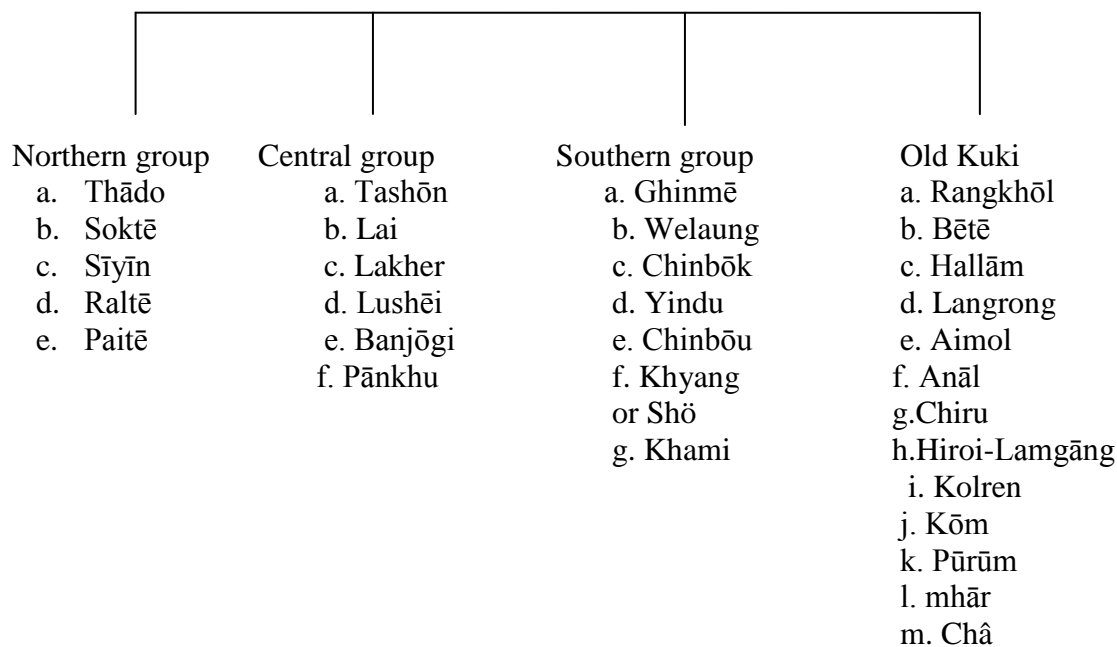 Northern group
a. Thādo
b. Soktē
c. Sīyīn
d. Raltē
e. Paitē
Central group
a. Tashōn
b. Lai
c. Lakher
d. Lushēi
e. Banjōgi
f. Pānkhu
Southern group
a. Ghinmē
b. Welaung
c. Chinbōk
d. Yindu
e. Chinbōu
f. Khyang
or Shö
g. Khami
Old Kuki
a. Rangkhōl
b. Bētē
c. Hallām
d. Langrong
e. Aimol
f. Anāl
g.Chiru
h.Hiroi-Lamgāng
i. Kolren
j. Kōm
k. Pūrūm
l. mhār
m. Châ